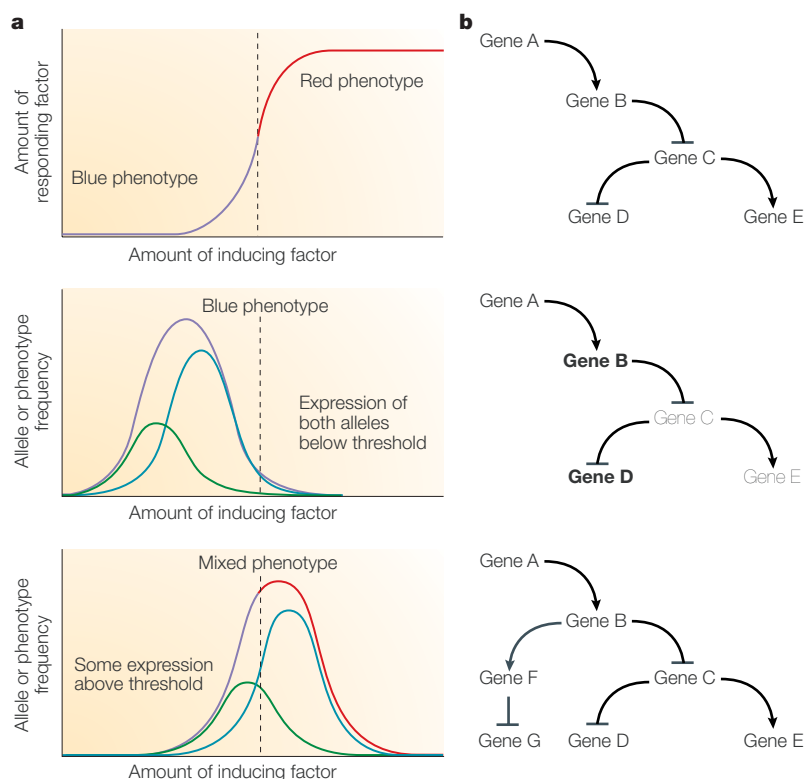 a
Amount of
responding factor
Red phenotype
Blue phenotype
Amount of inducing factor
Allele or phenotype
frequency
Blue phenotype
Expression of
both alleles
below threshold
Amount of inducing factor
Allele or phenotype
frequency
Mixed phenotype
Some expression
above threshold
Amount of inducing factor
b
Gene A
Gene B
Gene C
Gene D
Gene E
Gene A
Gene B
Gene C
Gene D
Gene E
Gene A
Gene B
Gene F
Gene C
Gene G
Gene D
Gene E